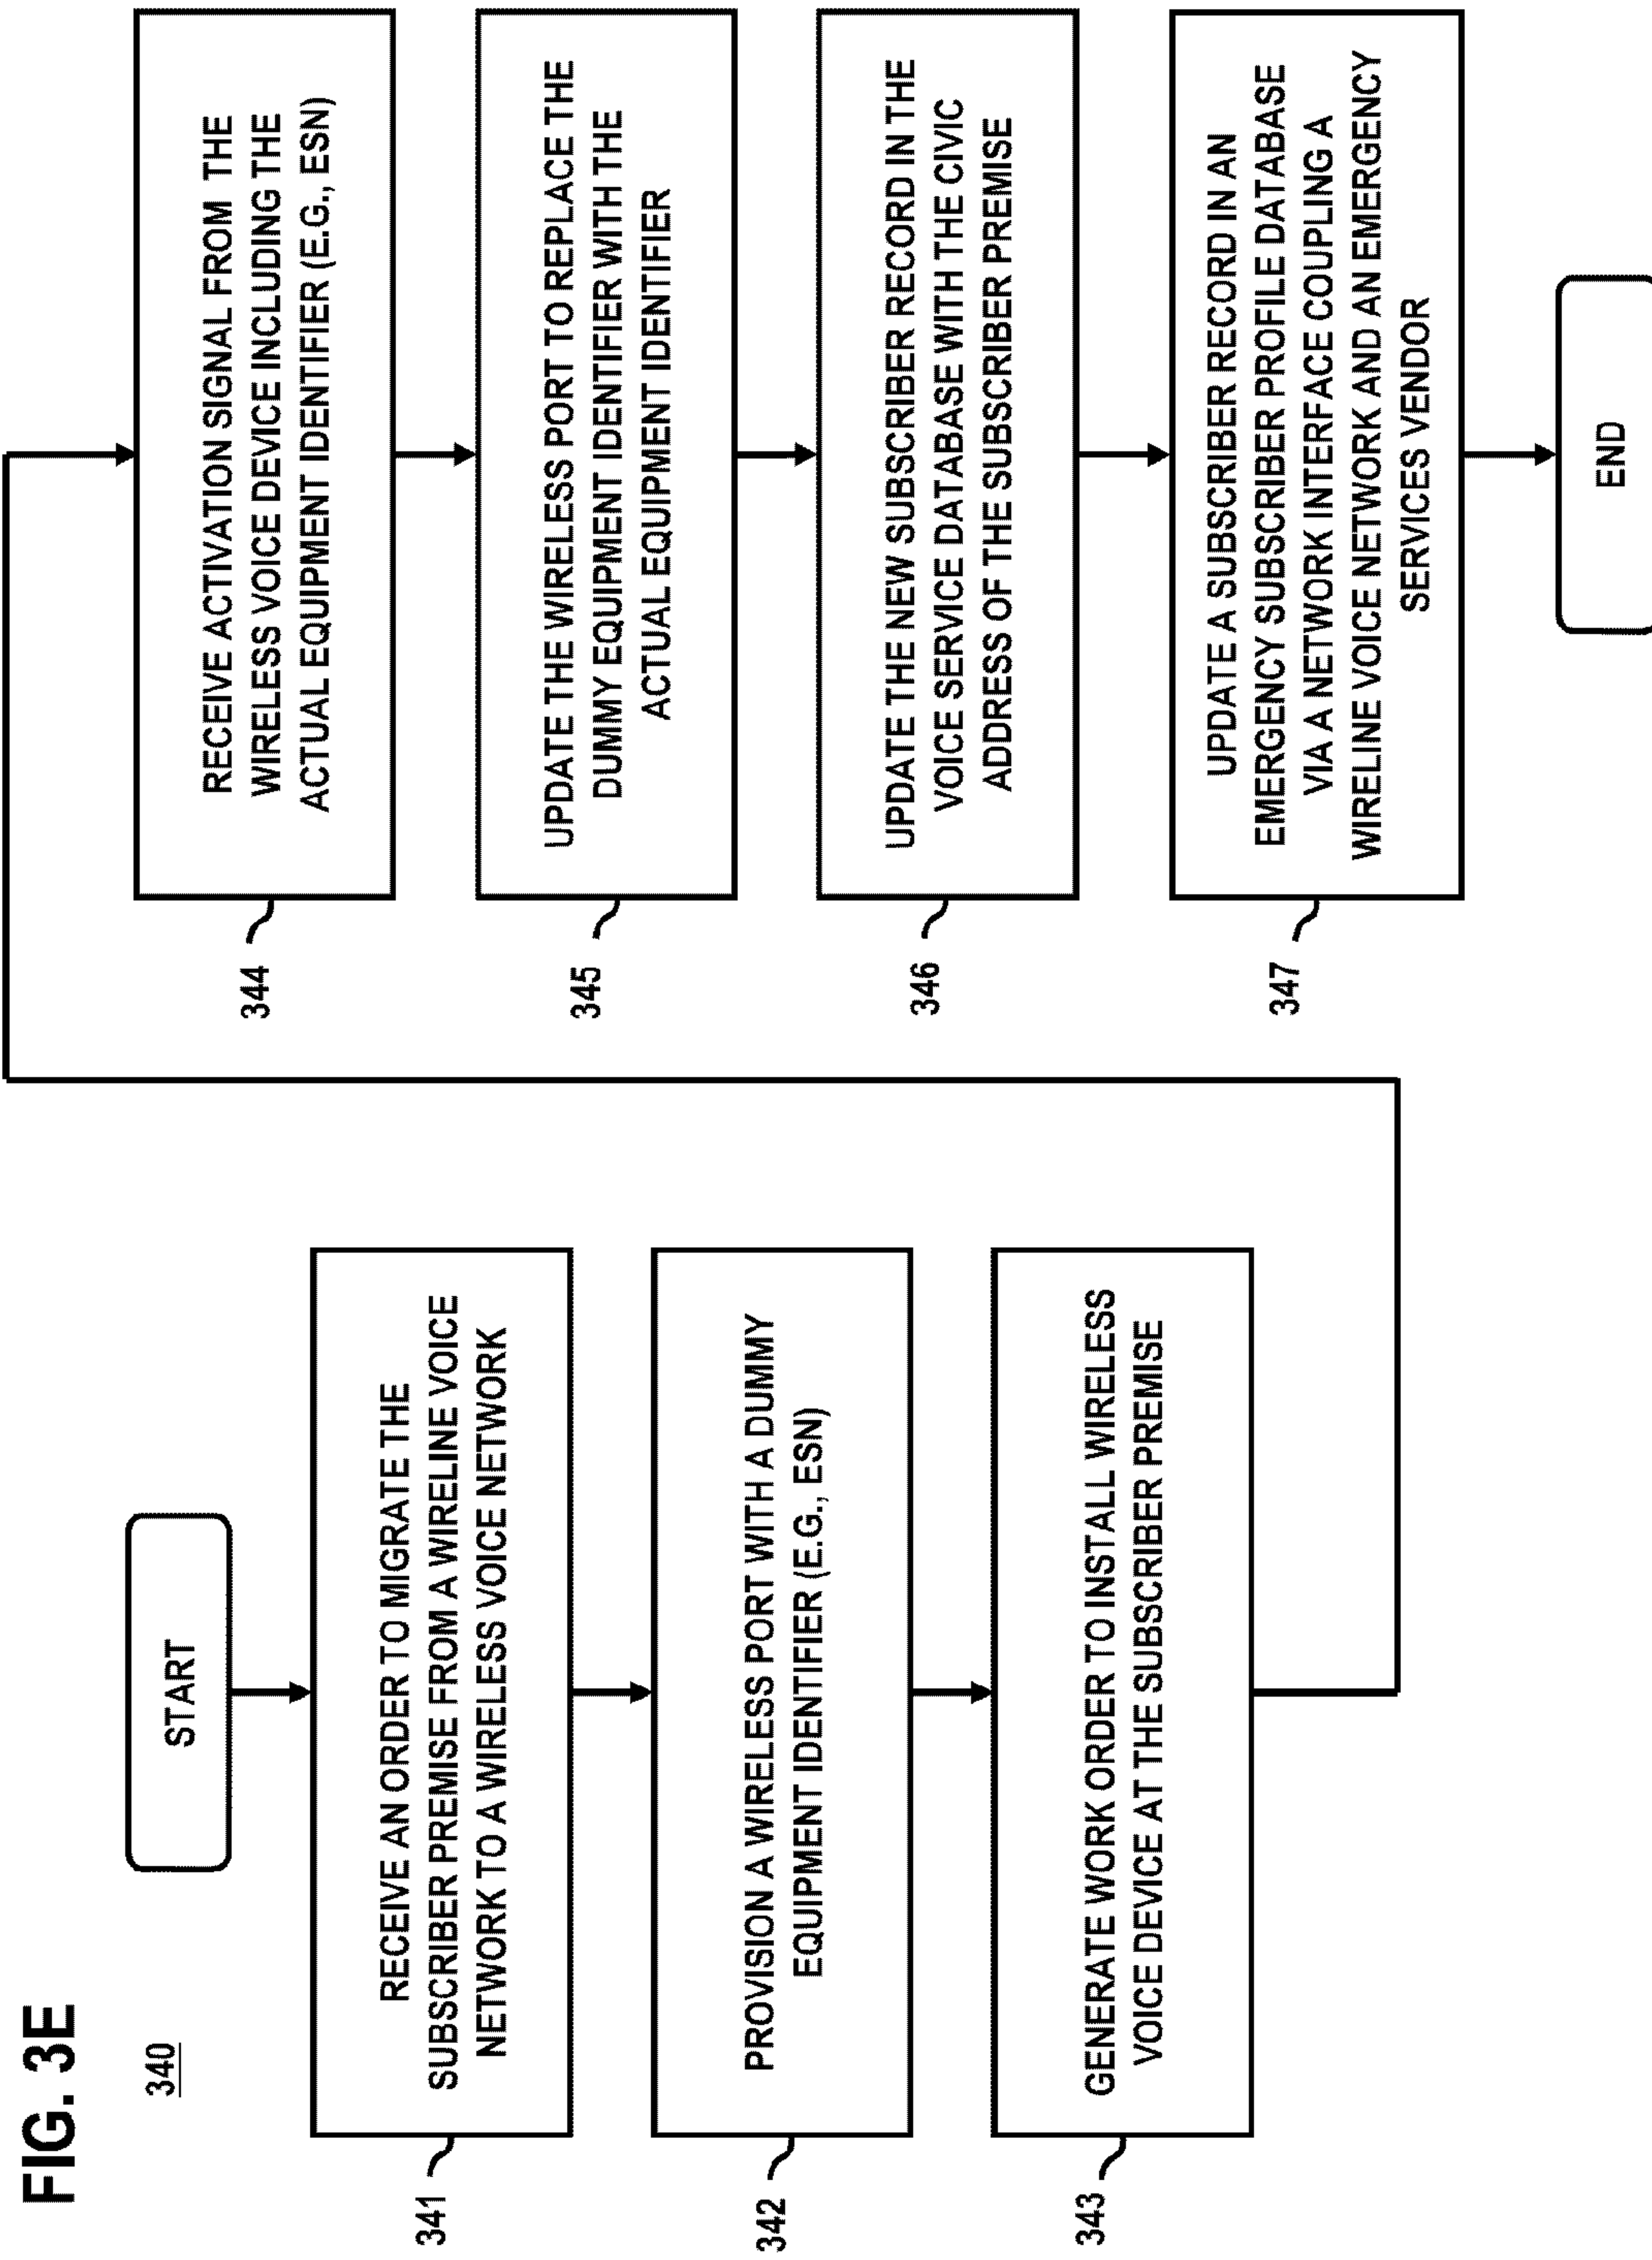 FIG. 3E
340
START
341
RECEIVE AN ORDER TO MIGRATE THE
SUBSCRIBER PREMISE FROM A WIRELINE VOICE
NETWORK TO A WIRELESS VOICE NETWORK
342
PROVISION A WIRELESS PORT WITH A DUMMY
EQUIPMENT IDENTIFIER (E.G., ESN)
343
GENERATE WORK ORDER TO INSTALL WIRELESS
VOICE DEVICE AT THE SUBSCRIBER PREMISE
344
RECEIVE ACTIVATION SIGNAL FROM THE
WIRELESS VOICE DEVICE INCLUDING THE
ACTUAL EQUIPMENT IDENTIFIER (E.G., ESN)
345
UPDATE THE WIRELESS PORT TO REPLACE THE
DUMMY EQUIPMENT IDENTIFIER WITH THE
ACTUAL EQUIPMENT IDENTIFIER
346
UPDATE THE NEW SUBSCRIBER RECORD IN THE
VOICE SERVICE DATABASE WITH THE CIVIC
ADDRESS OF THE SUBSCRIBER PREMISE
347
UPDATE A SUBSCRIBER RECORD IN AN
EMERGENCY SUBSCRIBER PROFILE DATABASE
VIA A NETWORK INTERFACE COUPLING A
WIRELINE VOICE NETWORK AND AN EMERGENCY
SERVICES VENDOR
END